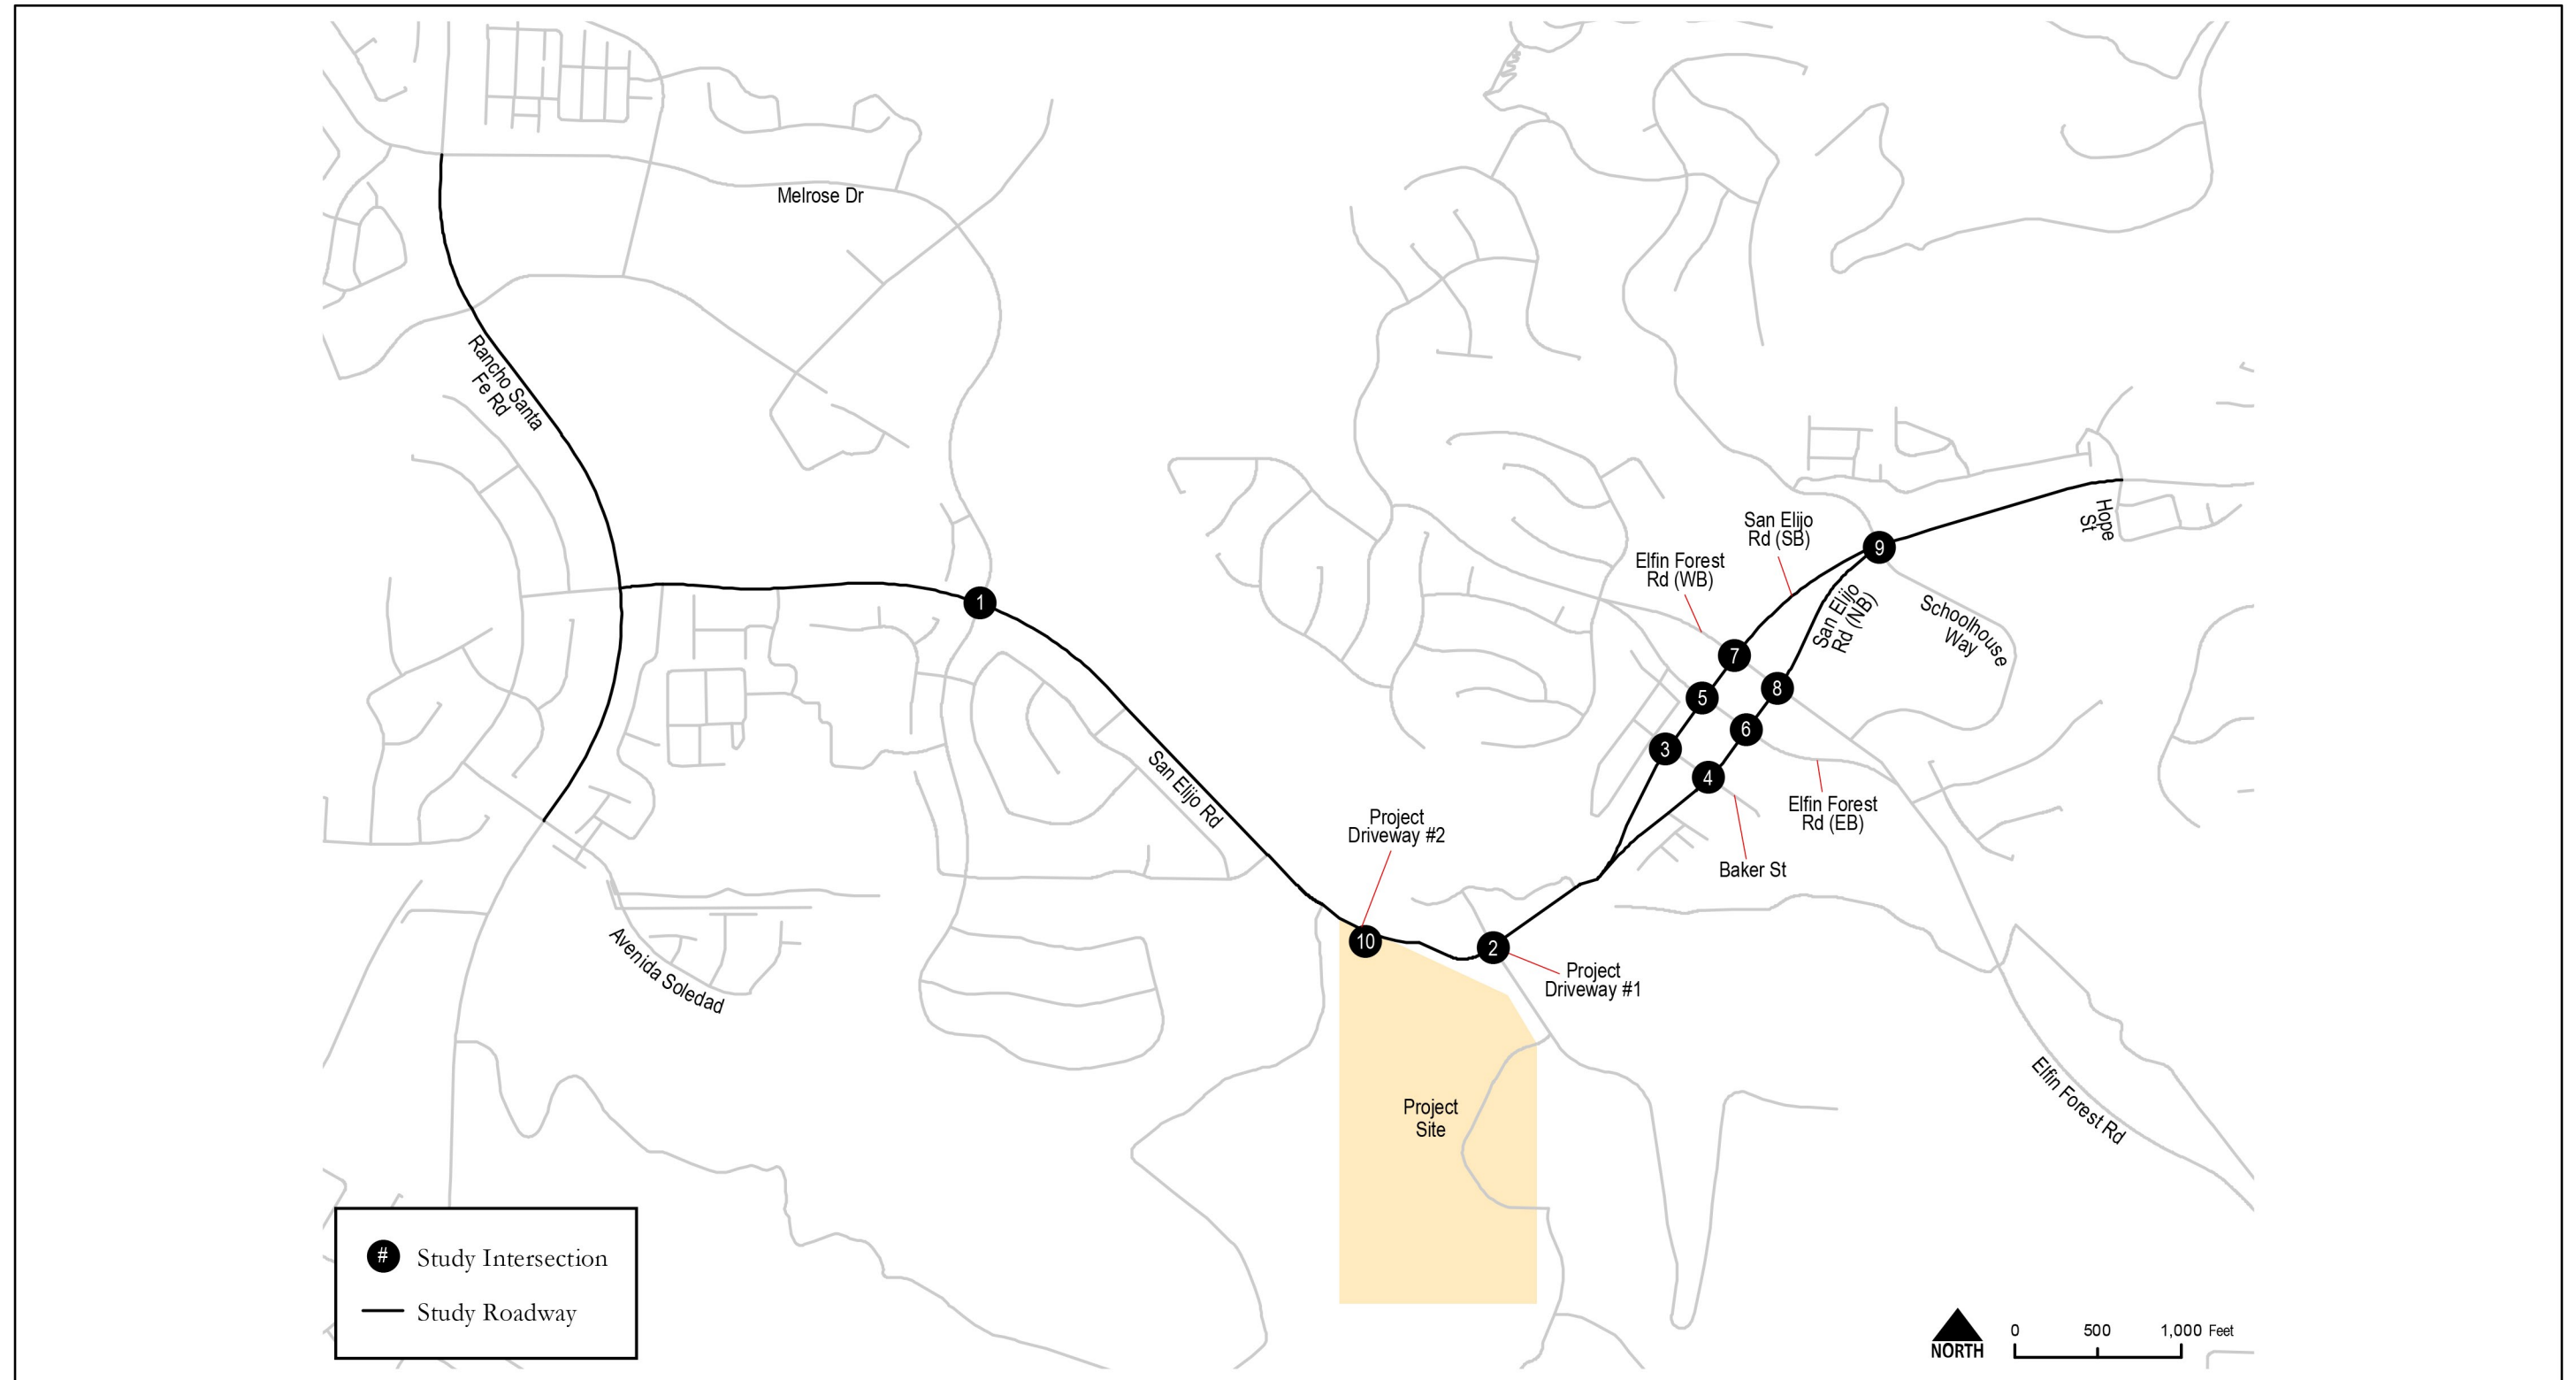 Melrose Dr
Rancho Santa
Fe Rd
Hope
St
San Elijo
Rd (SB)
9
Elfin Forest
Rd (WB)
1
San Elijo
Rd (NB)
Schoolhouse
Way
7
8
5
6
3
4
San Elijo Rd
Elfin Forest
Rd (EB)
Project
Driveway #2
Baker St
10
2
Project
Driveway #1
Avenida Soledad
Project
Site
Elfin Forest Rd
# Study Intersection
Study Roadway
NORTH
0 500 1,000 Feet